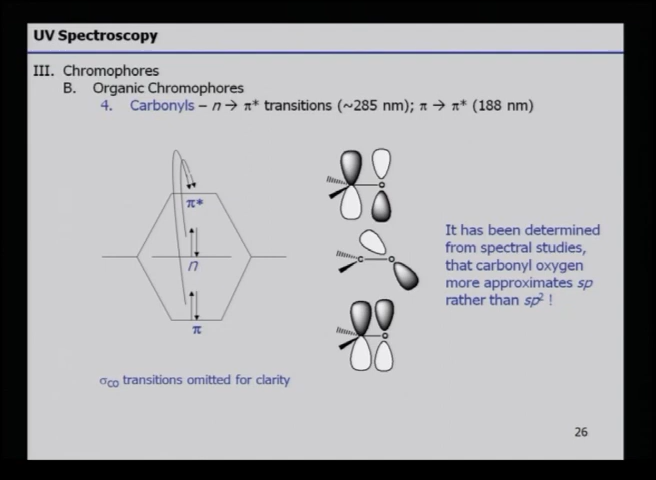 UV Spectroscopy
III. Chromophores
B. Organic Chromophores
4. Carbonyls – n → π* transitions (~285 nm); π → π* (188 nm)
π*
n
π
C
O
It has been determined
from spectral studies,
that carbonyl oxygen
more approximates sp
rather than sp² !
σCO transitions omitted for clarity
26